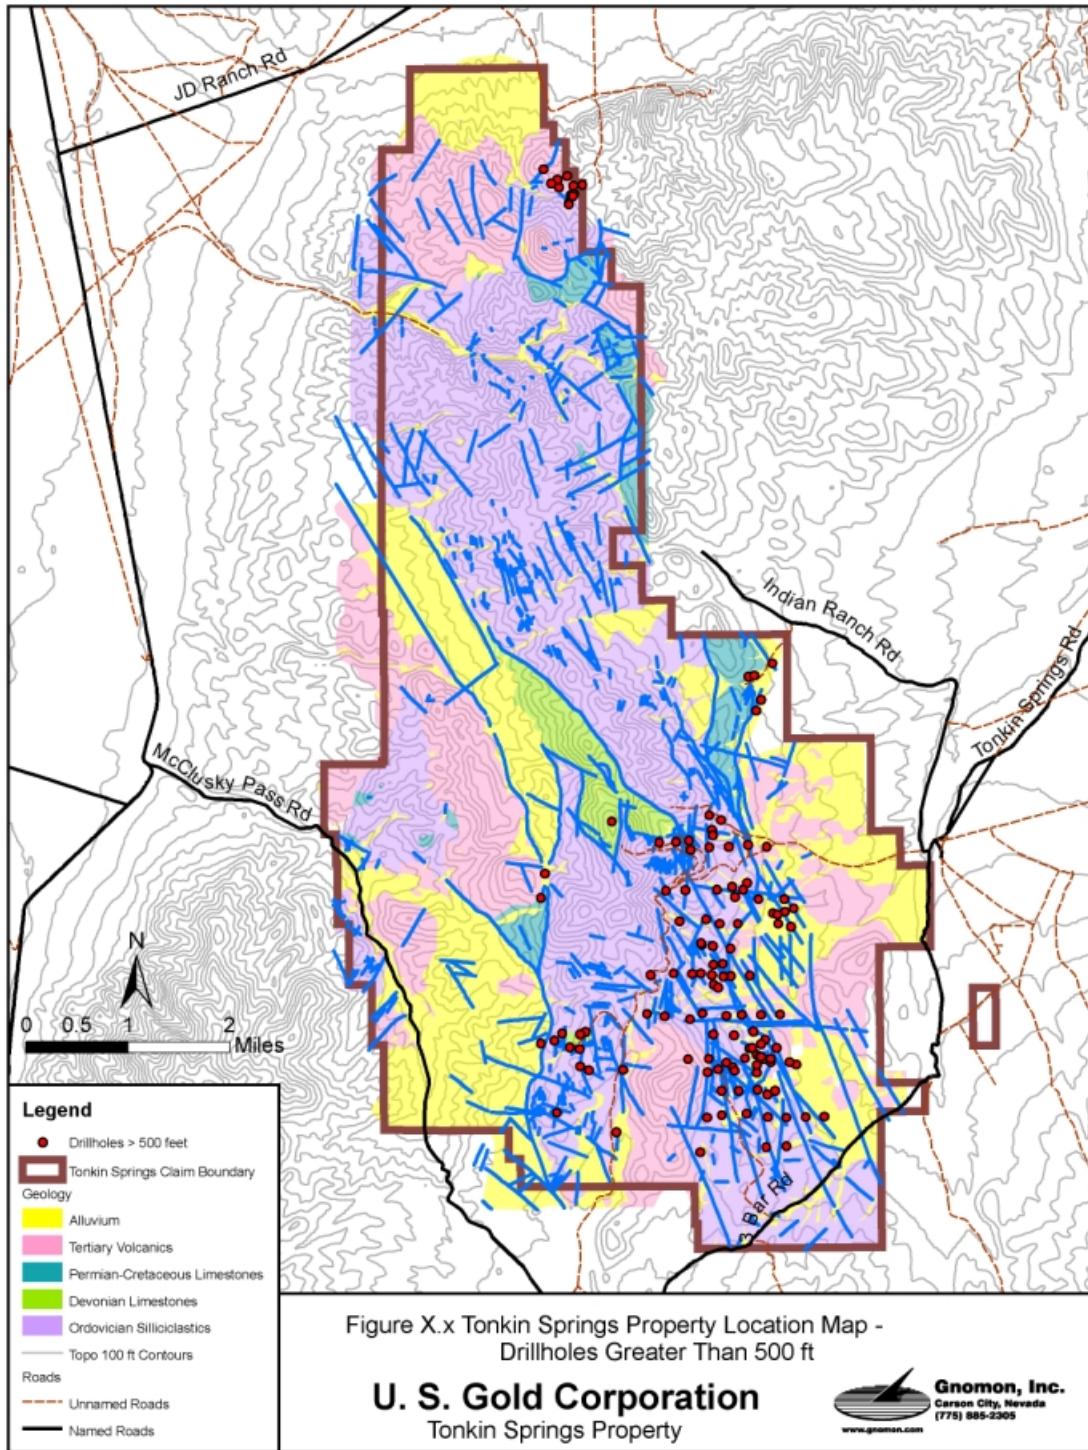 JD Ranch Rd
Indian Ranch Rd
Tonkin Springs Rd
McClusky Pass Rd
N
0 0.5 1 2
Miles
3 Bar Rd
Legend
Drillholes > 500 feet
Tonkin Springs Claim Boundary
Geology
Alluvium
Tertiary Volcanics
Permian-Cretaceous Limestones
Devonian Limestones
Ordovician Silliciclastics
Topo 100 ft Contours
Roads
Unnamed Roads
Named Roads
Figure X.x Tonkin Springs Property Location Map -
Drillholes Greater Than 500 ft
U. S. Gold Corporation
Tonkin Springs Property
Gnomon, Inc.
Carson City, Nevada
(775) 885-2305
www.gnomon.com